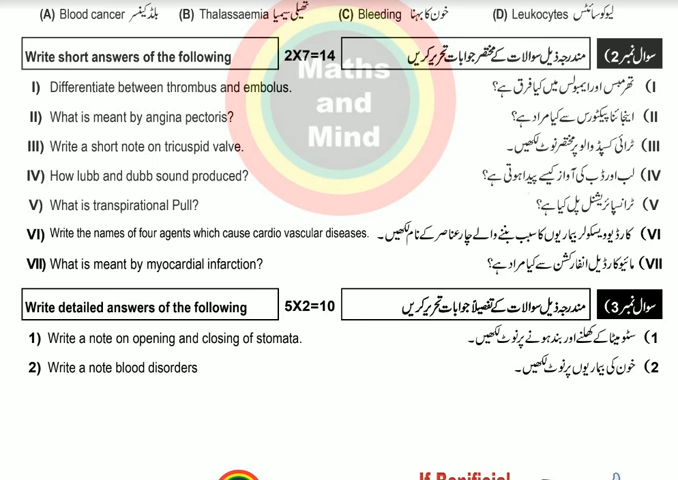 (A) Blood cancer بلڈ کینسر (B) Thalassaemia تھیلی سیمیا (C) Bleeding خون کا بہنا (D) Leukocytes لیوکوسائٹس
Write short answers of the following 2X7=14 مندرجہ ذیل سوالات کے مختصر جوابات تحریر کریں سوال نمبر 2)
Maths
and
Mind
I) Differentiate between thrombus and embolus. تھرمبس اور ایمبولس میں کیا فرق ہے؟ (I
II) What is meant by angina pectoris? اینجائنا پیکٹورس سے کیا مراد ہے؟ (II
III) Write a short note on tricuspid valve. ٹرائی کسپڈ والو پر مختصر نوٹ لکھیں۔ (III
IV) How lubb and dubb sound produced? لب اور ڈب کی آواز کیسے پیدا ہوتی ہے؟ (IV
V) What is transpirational Pull? ٹرانسپائریشنل پل کیا ہے؟ (V
VI) Write the names of four agents which cause cardio vascular diseases. کارڈیو ویسکولر بیماریوں کا سبب بننے والے چار عناصر کے نام لکھیں۔ (VI
VII) What is meant by myocardial infarction? مائیوکارڈیل انفارکشن سے کیا مراد ہے؟ (VII
Write detailed answers of the following 5X2=10 مندرجہ ذیل سوالات کے تفصیلاً جوابات تحریر کریں سوال نمبر 3)
1) Write a note on opening and closing of stomata. سٹومیٹا کے کھلنے اور بند ہونے پر نوٹ لکھیں۔ (1
2) Write a note blood disorders خون کی بیماریوں پر نوٹ لکھیں۔ (2
If Benificial